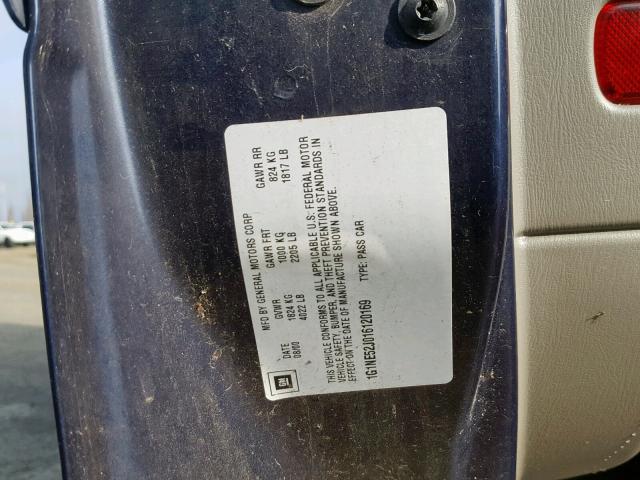 MFD BY GENERAL MOTORS CORP
DATE GVWR GAWR FRT GAWR RR
08/00 1824 KG 1000 KG 824 KG
4022 LB 2205 LB 1817 LB
THIS VEHICLE CONFORMS TO ALL APPLICABLE U.S. FEDERAL MOTOR
VEHICLE SAFETY, BUMPER, AND THEFT PREVENTION STANDARDS IN
EFFECT ON THE DATE OF MANUFACTURE SHOWN ABOVE.
1G1NE52J016120169 TYPE: PASS CAR
GM